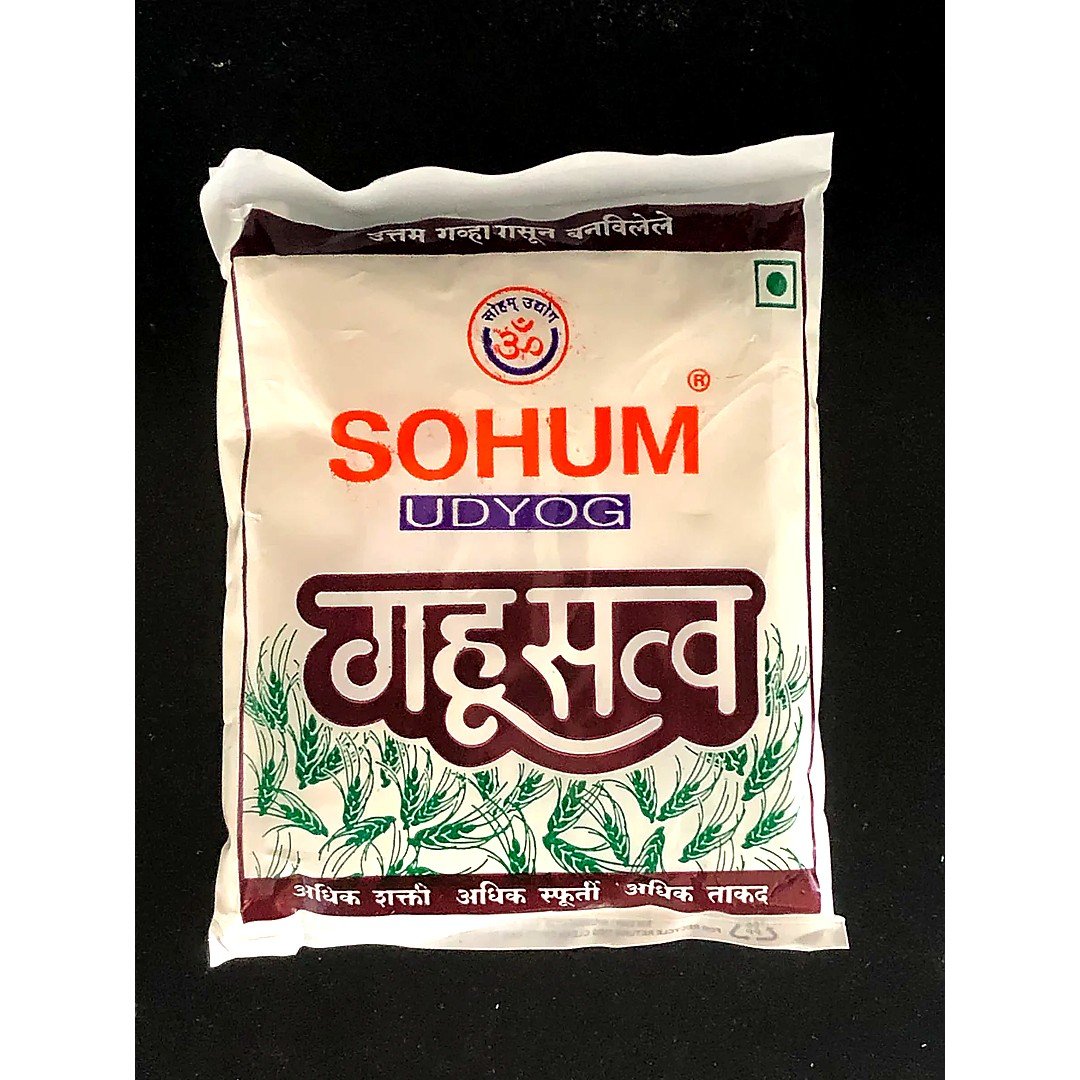 उत्तम गव्हापासून बनविलेले
सोहम् उद्योग
ॐ
®
SOHUM
UDYOG
गहूसत्व
अधिक शक्ती अधिक स्फूर्ती अधिक ताकद